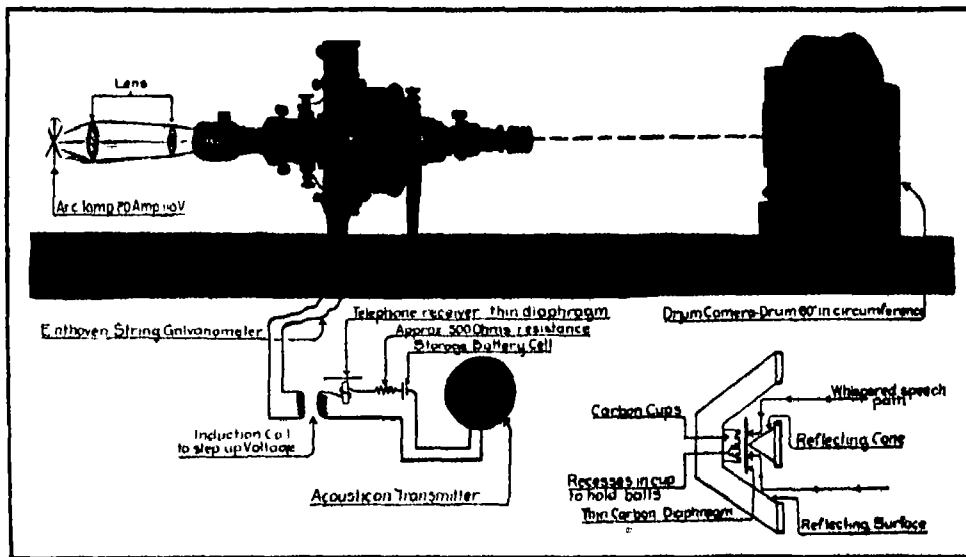 Lens
Arc lamp 20 Amp 110V
Einthoven String Galvanometer
Telephone receiver thin diaphragm
Approx 500 Ohms resistance
Storage Battery Cell
Drum Camera-Drum 60" in circumference
Induction Coil
to step up Voltage
Acousticon Transmitter
Carbon Cups
Recesses in cup
to hold balls
Thin Carbon Diaphragm
Whispered speech
path
Reflecting Cone
Reflecting Surface